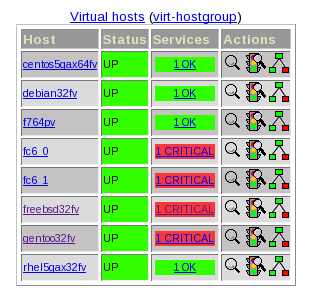 Virtual hosts (virt-hostgroup)
Host Status Services Actions
centos5gax64fv UP 1 OK
debian32fv UP 1 OK
f764pv UP 1 OK
fc6_0 UP 1 CRITICAL
fc6_1 UP 1 CRITICAL
freebsd32fv UP 1 CRITICAL
gentoo32fv UP 1 CRITICAL
rhel5gax32fv UP 1 OK